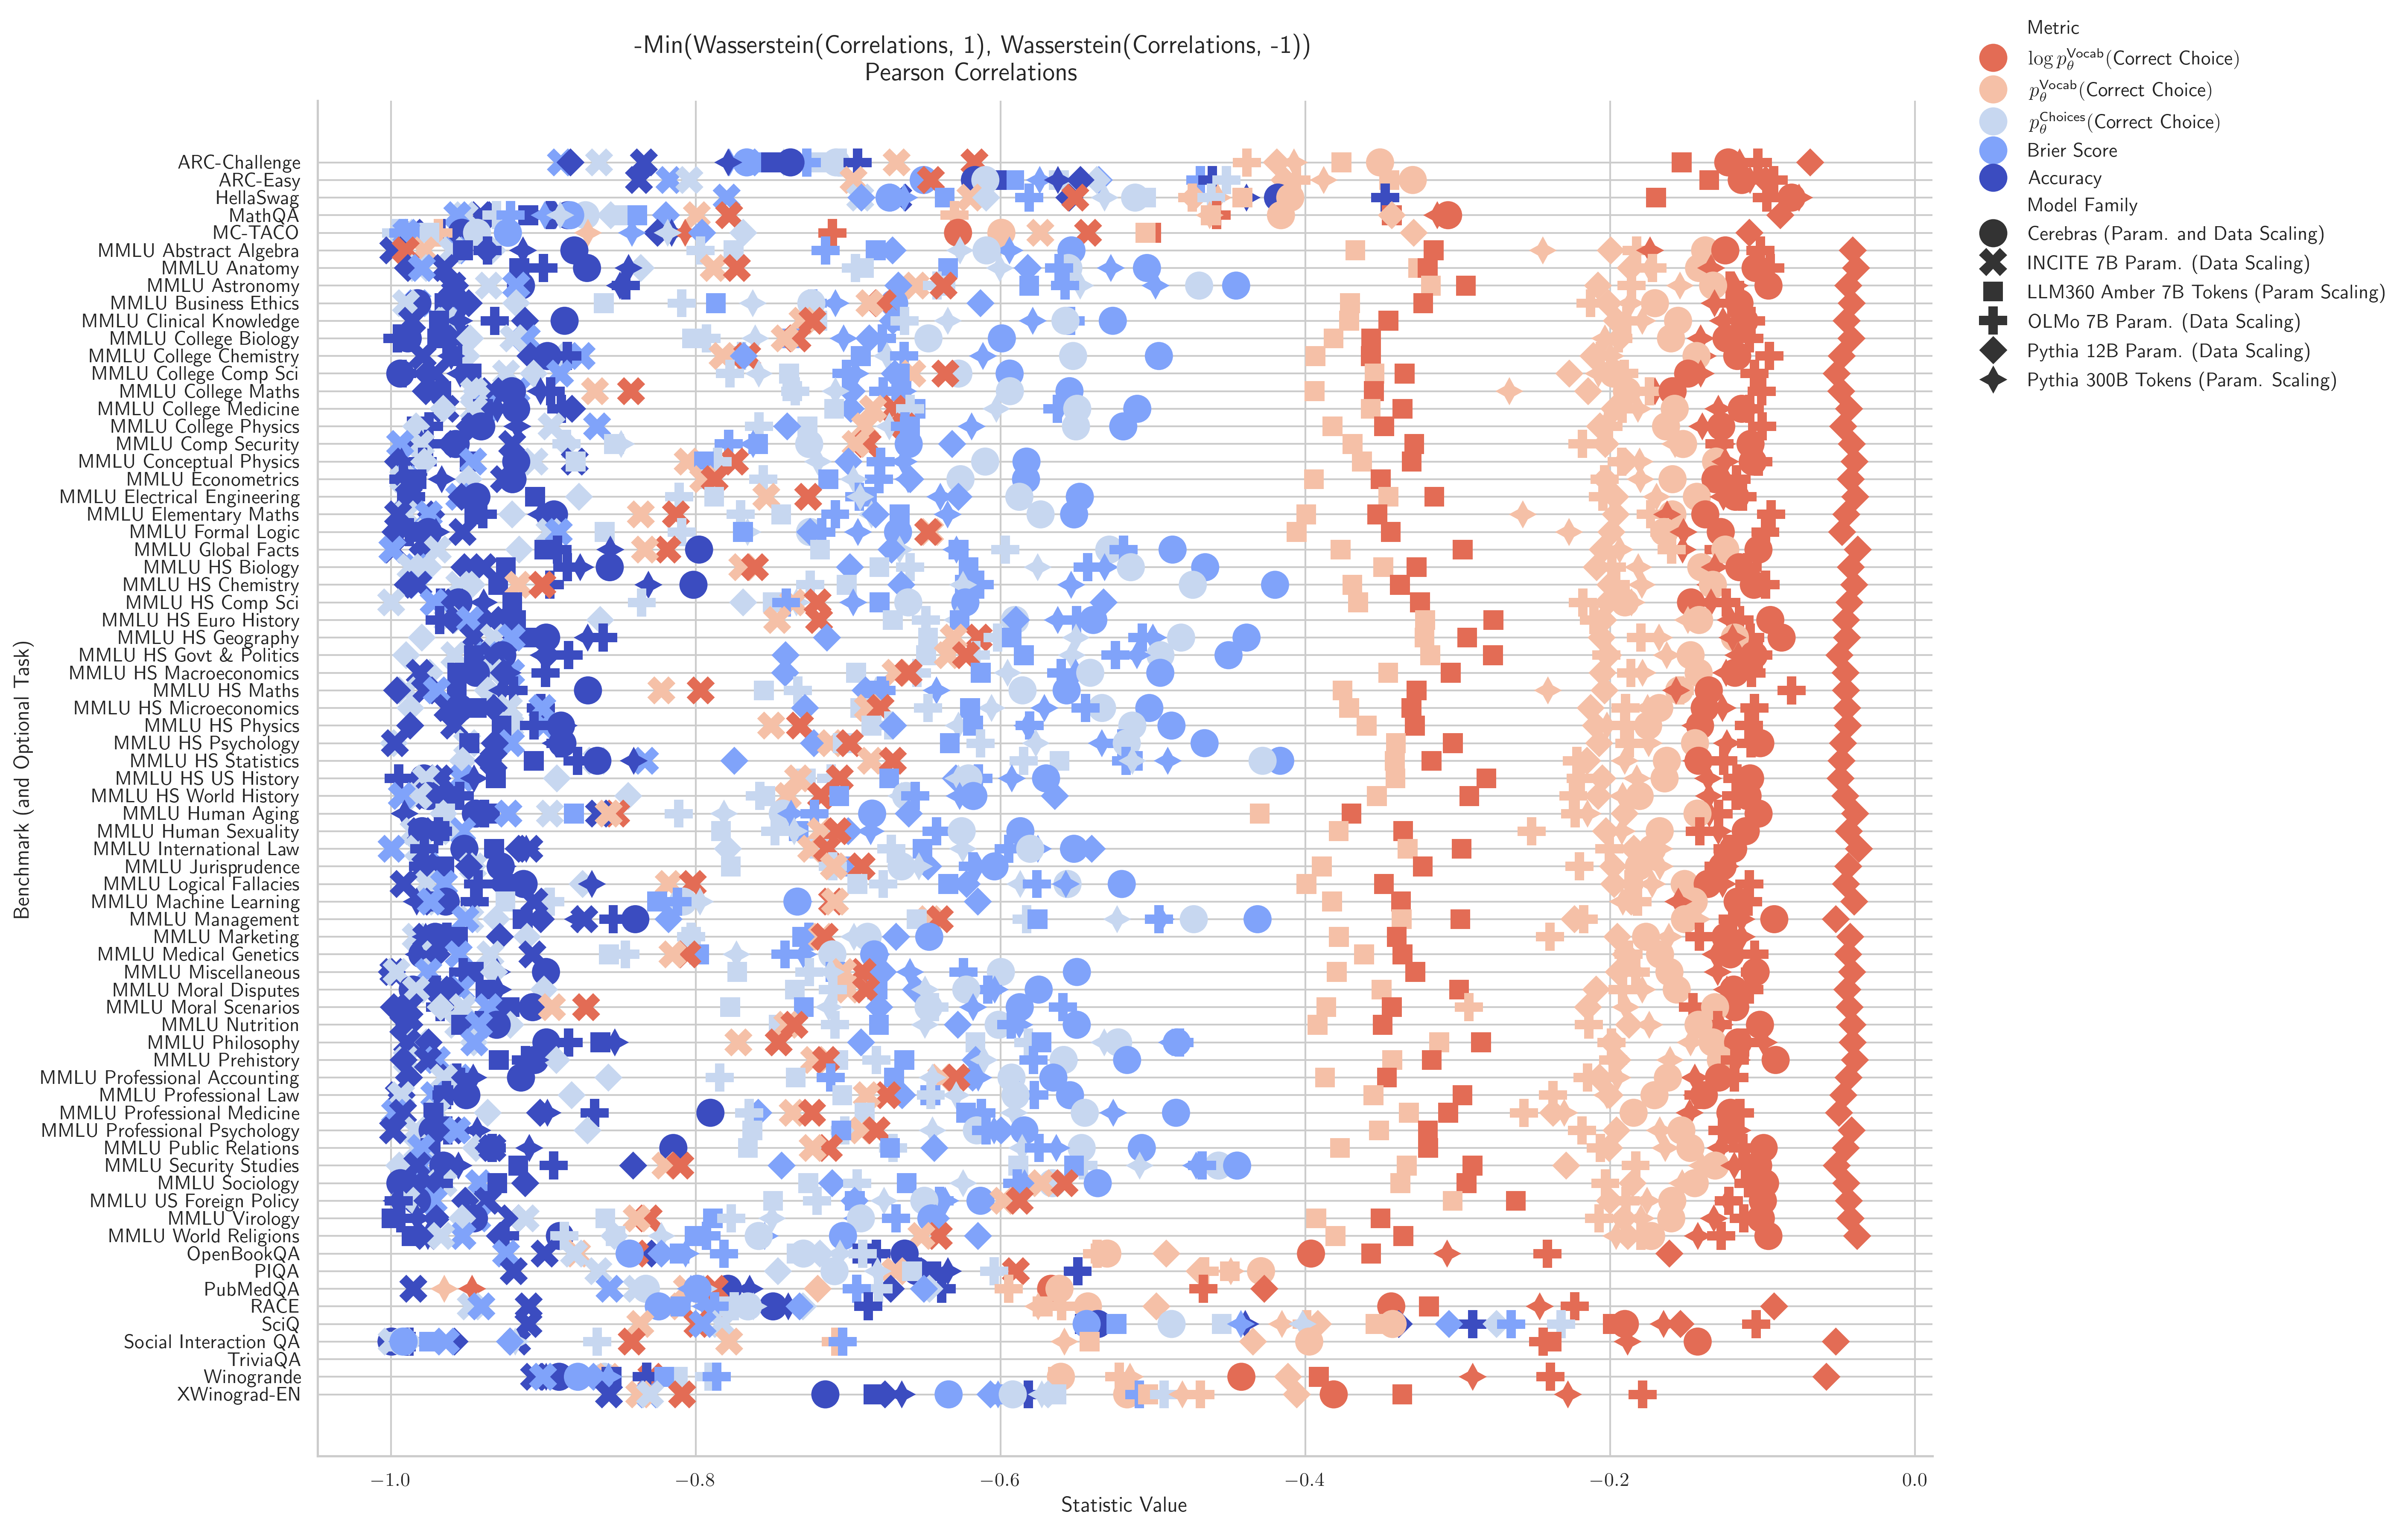 -Min(Wasserstein(Correlations, 1), Wasserstein(Correlations, -1))
Pearson Correlations
Metric
log p_θ^Vocab(Correct Choice)
p_θ^Vocab(Correct Choice)
p_θ^Choices(Correct Choice)
Brier Score
Accuracy
Model Family
Cerebras (Param. and Data Scaling)
INCITE 7B Param. (Data Scaling)
LLM360 Amber 7B Tokens (Param Scaling)
OLMo 7B Param. (Data Scaling)
Pythia 12B Param. (Data Scaling)
Pythia 300B Tokens (Param. Scaling)
Benchmark (and Optional Task)
ARC-Challenge
ARC-Easy
HellaSwag
MathQA
MC-TACO
MMLU Abstract Algebra
MMLU Anatomy
MMLU Astronomy
MMLU Business Ethics
MMLU Clinical Knowledge
MMLU College Biology
MMLU College Chemistry
MMLU College Comp Sci
MMLU College Maths
MMLU College Medicine
MMLU College Physics
MMLU Comp Security
MMLU Conceptual Physics
MMLU Econometrics
MMLU Electrical Engineering
MMLU Elementary Maths
MMLU Formal Logic
MMLU Global Facts
MMLU HS Biology
MMLU HS Chemistry
MMLU HS Comp Sci
MMLU HS Euro History
MMLU HS Geography
MMLU HS Govt & Politics
MMLU HS Macroeconomics
MMLU HS Maths
MMLU HS Microeconomics
MMLU HS Physics
MMLU HS Psychology
MMLU HS Statistics
MMLU HS US History
MMLU HS World History
MMLU Human Aging
MMLU Human Sexuality
MMLU International Law
MMLU Jurisprudence
MMLU Logical Fallacies
MMLU Machine Learning
MMLU Management
MMLU Marketing
MMLU Medical Genetics
MMLU Miscellaneous
MMLU Moral Disputes
MMLU Moral Scenarios
MMLU Nutrition
MMLU Philosophy
MMLU Prehistory
MMLU Professional Accounting
MMLU Professional Law
MMLU Professional Medicine
MMLU Professional Psychology
MMLU Public Relations
MMLU Security Studies
MMLU Sociology
MMLU US Foreign Policy
MMLU Virology
MMLU World Religions
OpenBookQA
PIQA
PubMedQA
RACE
SciQ
Social Interaction QA
TriviaQA
Winogrande
XWinograd-EN
−1.0 −0.8 −0.6 −0.4 −0.2 0.0
Statistic Value